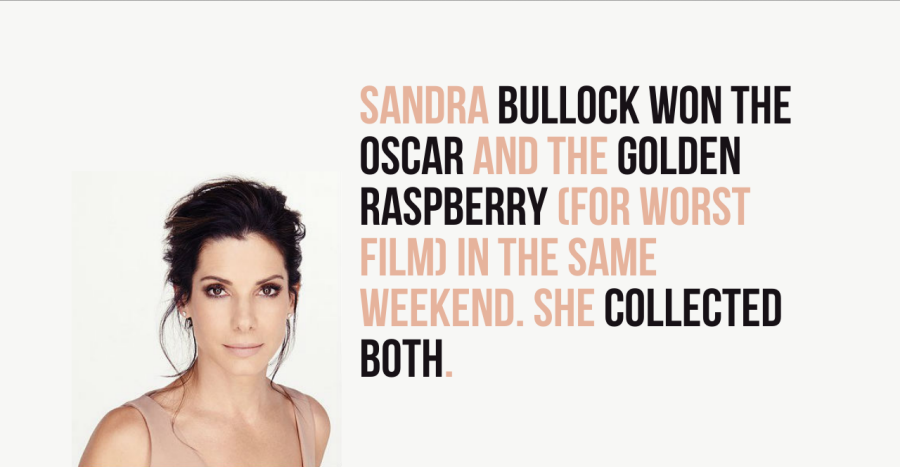 SANDRA BULLOCK WON THE
OSCAR AND THE GOLDEN
RASPBERRY (FOR WORST
FILM) IN THE SAME
WEEKEND. SHE COLLECTED
BOTH.